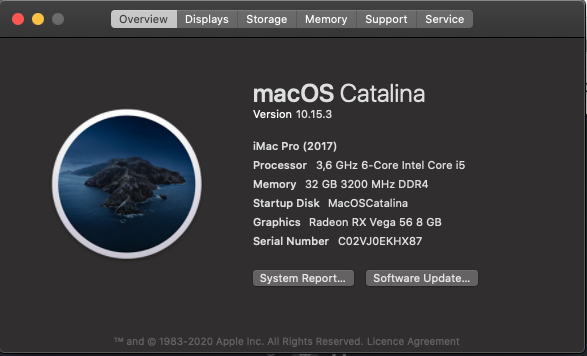 Overview Displays Storage Memory Support Service
macOS Catalina
Version 10.15.3
iMac Pro (2017)
Processor 3,6 GHz 6-Core Intel Core i5
Memory 32 GB 3200 MHz DDR4
Startup Disk MacOSCatalina
Graphics Radeon RX Vega 56 8 GB
Serial Number C02VJ0EKHX87
System Report... Software Update...
™ and © 1983-2020 Apple Inc. All Rights Reserved. Licence Agreement